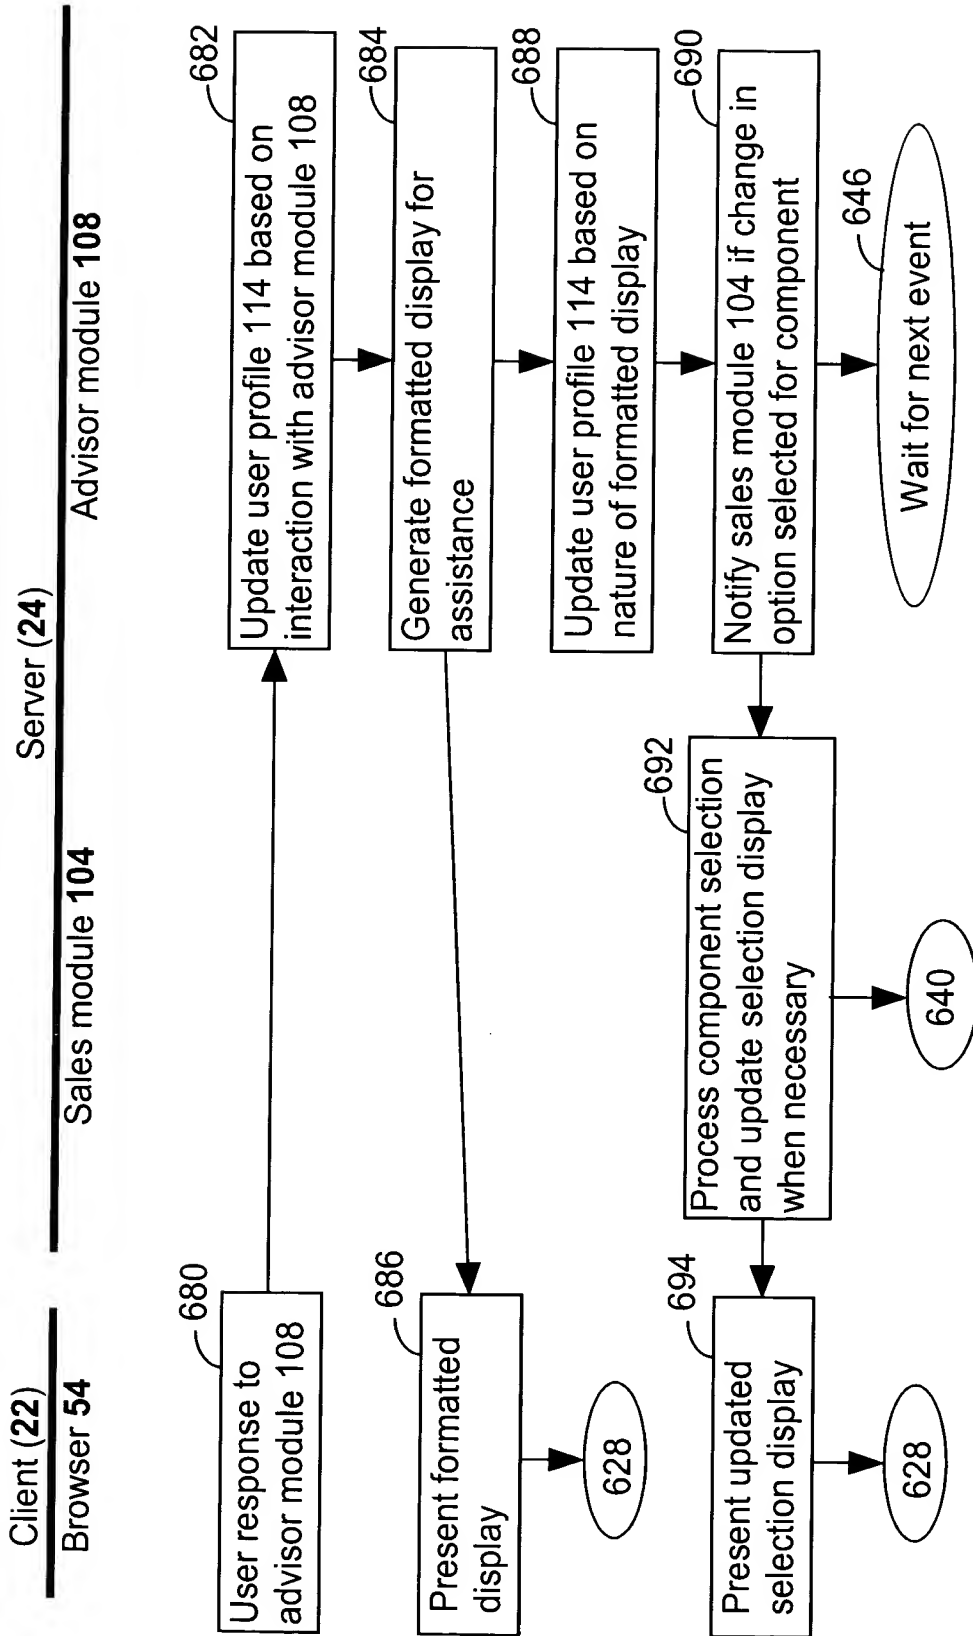 Client (22)
Browser 54
Server (24)
Sales module 104
Advisor module 108
680
User response to
advisor module 108
682
Update user profile 114 based on
interaction with advisor module 108
684
Generate formatted display for
assistance
686
Present formatted
display
628
688
Update user profile 114 based on
nature of formatted display
690
Notify sales module 104 if change in
option selected for component
692
Process component selection
and update selection display
when necessary
694
Present updated
selection display
628
640
646
Wait for next event